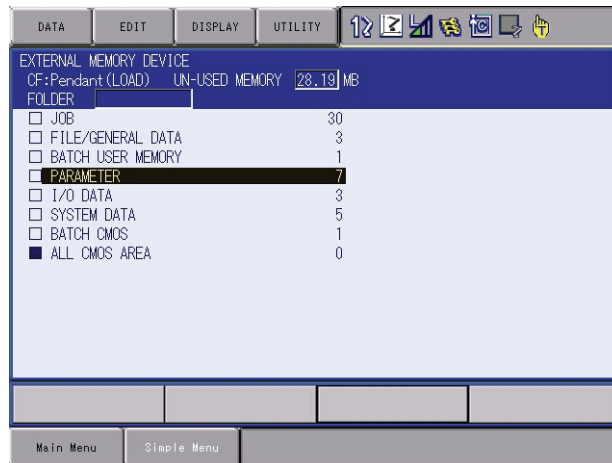 DATA EDIT DISPLAY UTILITY
EXTERNAL MEMORY DEVICE
CF:Pendant(LOAD) UN-USED MEMORY 28.19 MB
FOLDER
JOB 30
FILE/GENERAL DATA 3
BATCH USER MEMORY 1
PARAMETER 7
I/O DATA 3
SYSTEM DATA 5
BATCH CMOS 1
ALL CMOS AREA 0
Main Menu Simple Menu